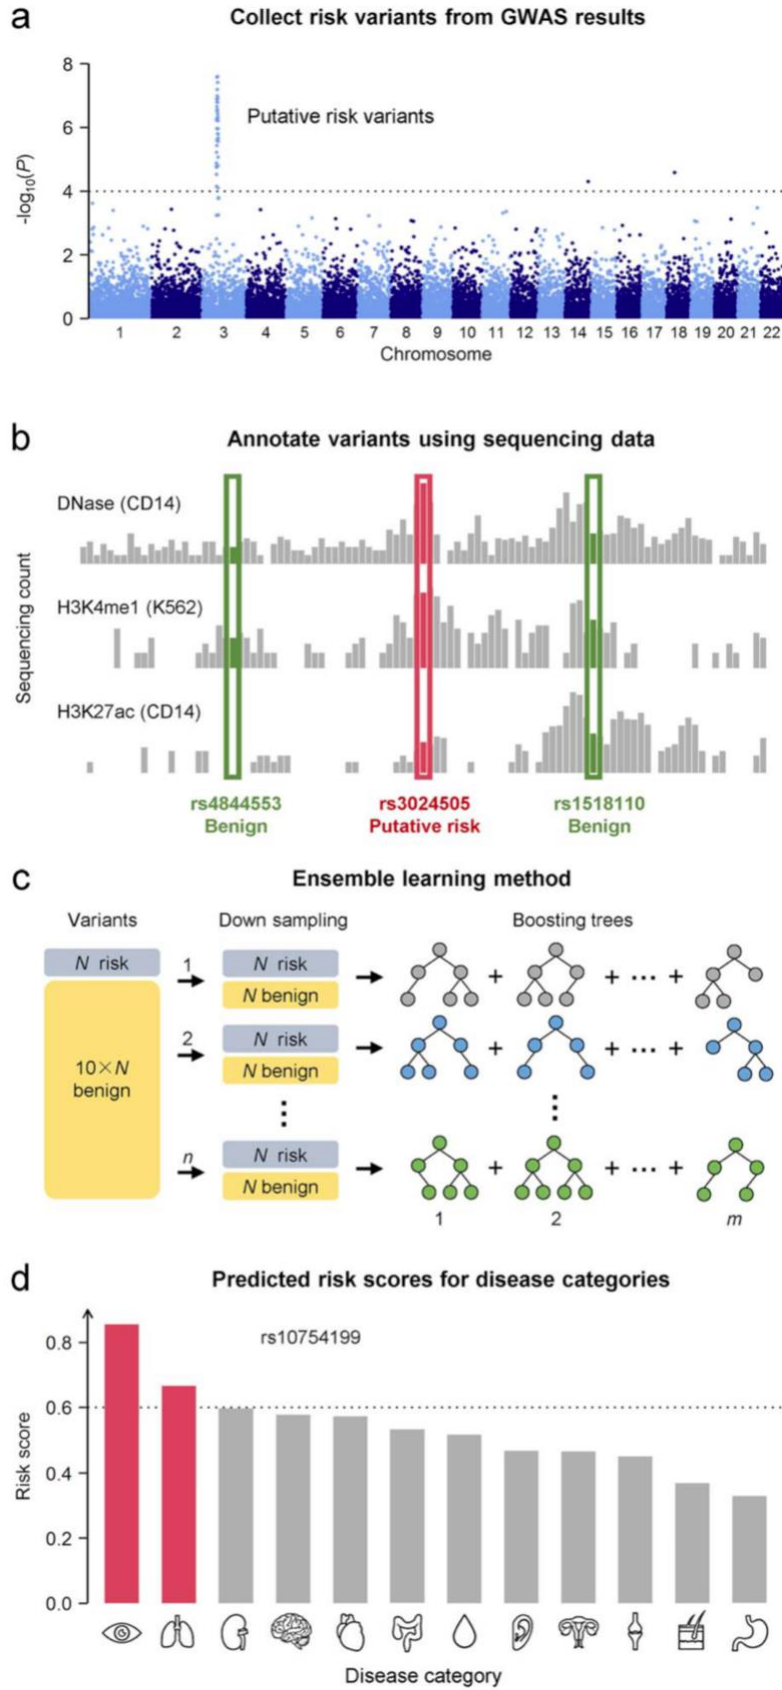 a
Collect risk variants from GWAS results
8
6
4
2
0
-log10(P)
Putative risk variants
1 2 3 4 5 6 7 8 9 10 11 12 13 14 15 16 17 18 19 20 21 22
Chromosome
b
Annotate variants using sequencing data
Sequencing count
DNase (CD14)
H3K4me1 (K562)
H3K27ac (CD14)
rs4844553 rs3024505 rs1518110
Benign Putative risk Benign
c
Ensemble learning method
Variants Down sampling Boosting trees
N risk 1 N risk
N benign + + ... +
10×N
benign
2 N risk
N benign + + ... +
⋮ ⋮
n N risk
N benign + + ... +
1 2 m
d
Predicted risk scores for disease categories
rs10754199
Risk score
0.8
0.6
0.4
0.2
0.0
Disease category